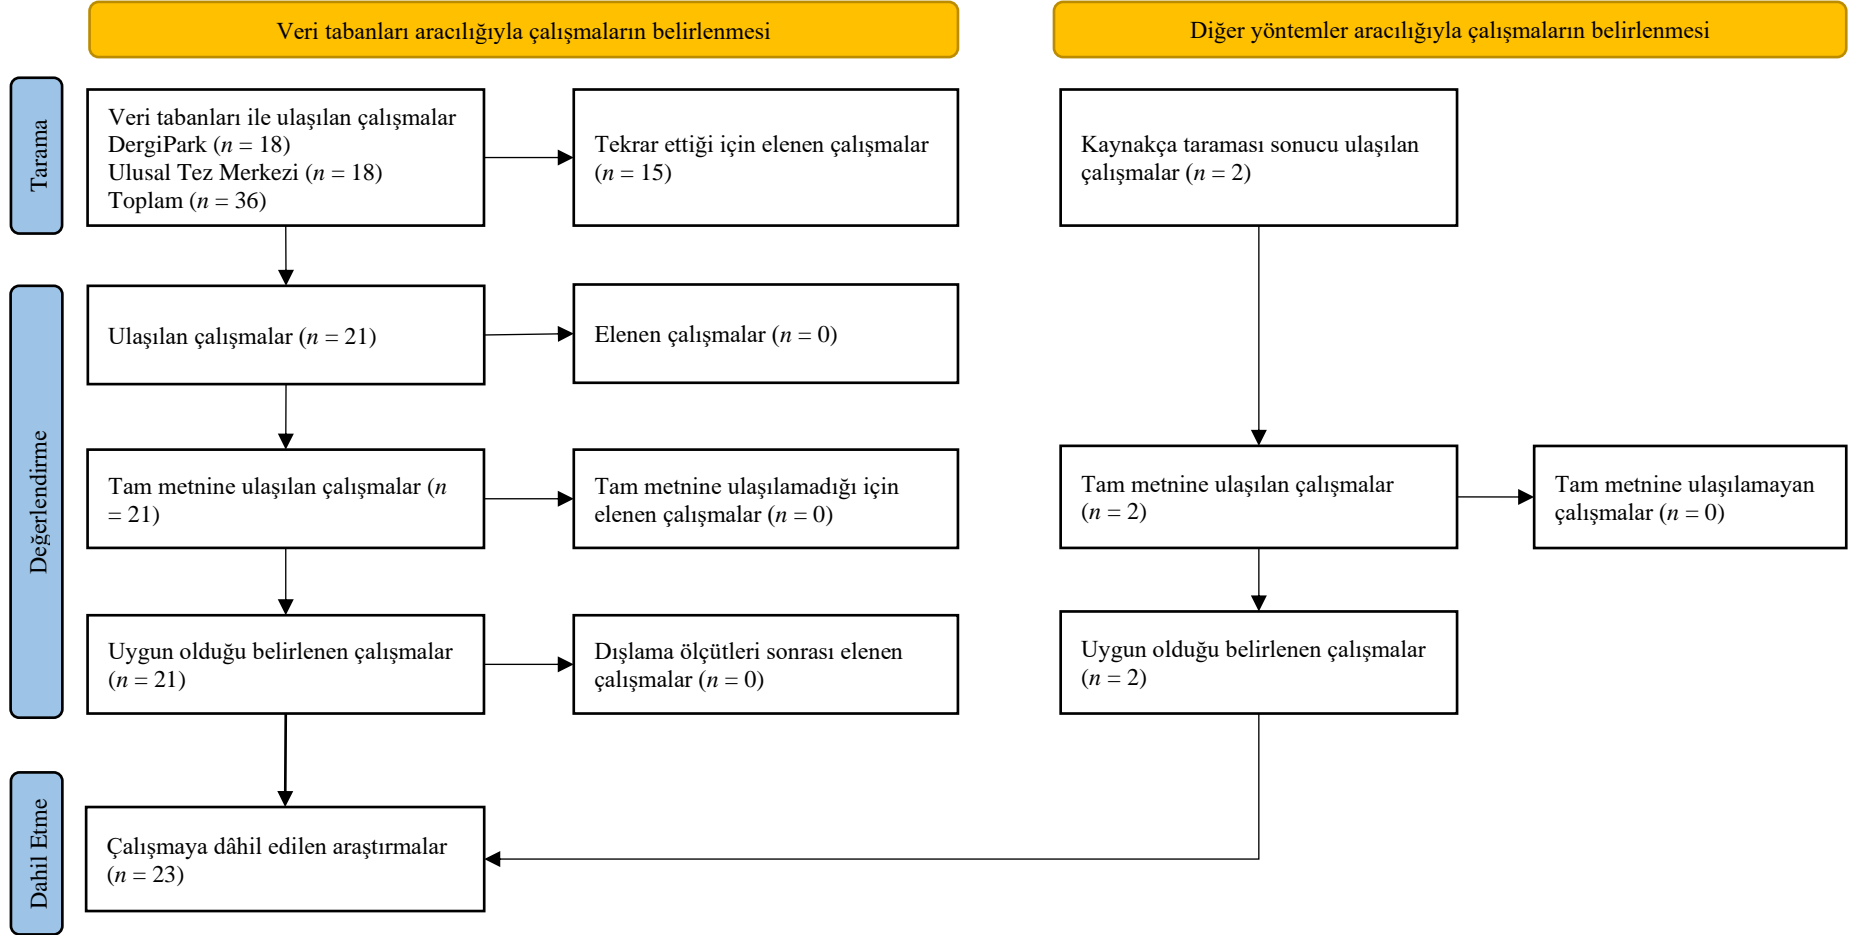 Veri tabanları aracılığıyla çalışmaların belirlenmesi
Diğer yöntemler aracılığıyla çalışmaların belirlenmesi
Tarama
Veri tabanları ile ulaşılan çalışmalar
DergiPark (n = 18)
Ulusal Tez Merkezi (n = 18)
Toplam (n = 36)
Tekrar ettiği için elenen çalışmalar
(n = 15)
Kaynakça taraması sonucu ulaşılan
çalışmalar (n = 2)
Değerlendirme
Ulaşılan çalışmalar (n = 21)
Elenen çalışmalar (n = 0)
Tam metnine ulaşılan çalışmalar (n
= 21)
Tam metnine ulaşılamadığı için
elenen çalışmalar (n = 0)
Tam metnine ulaşılan çalışmalar
(n = 2)
Tam metnine ulaşılamayan
çalışmalar (n = 0)
Uygun olduğu belirlenen çalışmalar
(n = 21)
Dışlama ölçütleri sonrası elenen
çalışmalar (n = 0)
Uygun olduğu belirlenen çalışmalar
(n = 2)
Dahil Etme
Çalışmaya dâhil edilen araştırmalar
(n = 23)